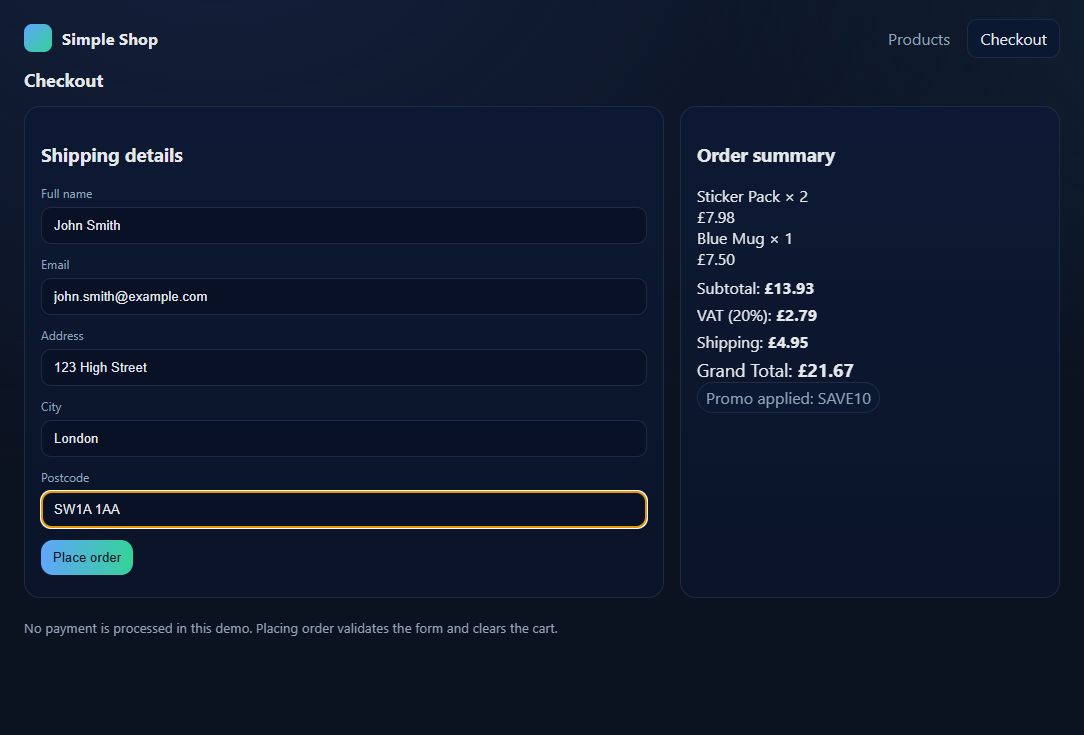 Simple Shop
Products
Checkout
Checkout
Shipping details
Full name
John Smith
Email
john.smith@example.com
Address
123 High Street
City
London
Postcode
SW1A 1AA
Place order
Order summary
Sticker Pack × 2
£7.98
Blue Mug × 1
£7.50
Subtotal: £13.93
VAT (20%): £2.79
Shipping: £4.95
Grand Total: £21.67
Promo applied: SAVE10
No payment is processed in this demo. Placing order validates the form and clears the cart.